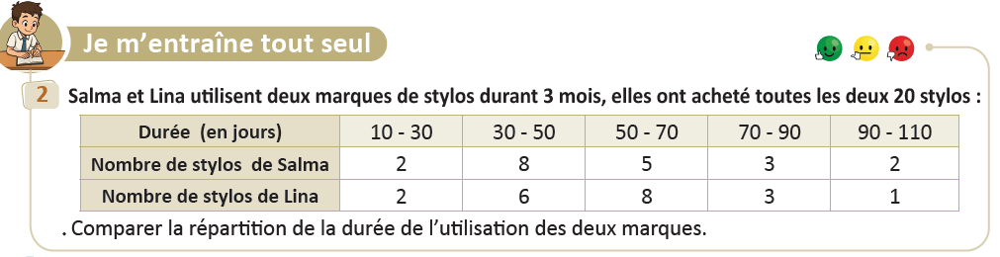 Je m'entraîne tout seul
2 Salma et Lina utilisent deux marques de stylos durant 3 mois, elles ont acheté toutes les deux 20 stylos :
Durée (en jours) 10 - 30 30 - 50 50 - 70 70 - 90 90 - 110
Nombre de stylos de Salma 2 8 5 3 2
Nombre de stylos de Lina 2 6 8 3 1
. Comparer la répartition de la durée de l'utilisation des deux marques.